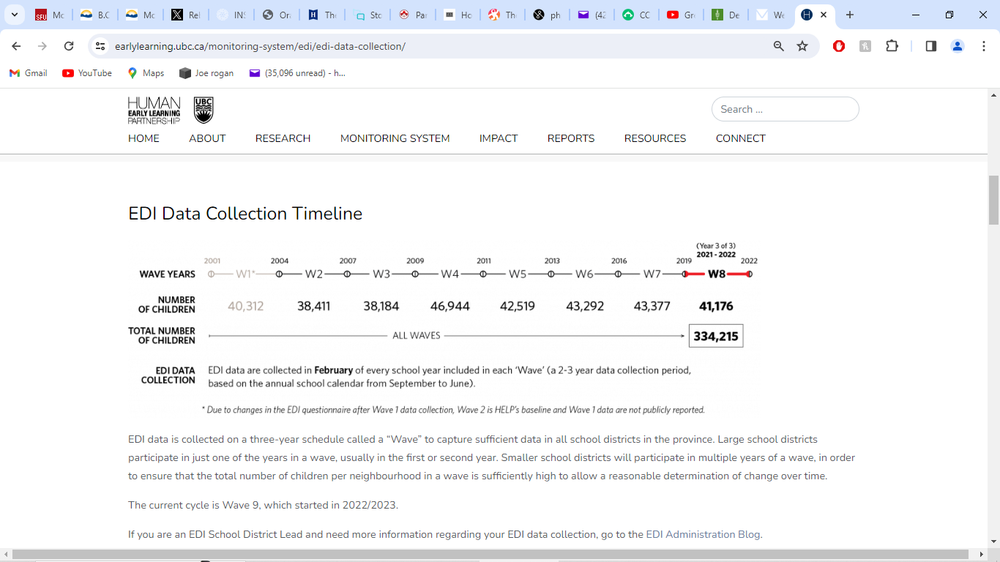 Mc
B.C
Mc
Rel
INS
Ora
The
Sto
Par
Ho
The
ph
(42
CC
Gre
De
We
earlylearning.ubc.ca/monitoring-system/edi/edi-data-collection/
Gmail YouTube Maps Joe rogan (35,096 unread) - h...
HUMAN
EARLY LEARNING
PARTNERSHIP
UBC
Search ...
HOME ABOUT RESEARCH MONITORING SYSTEM IMPACT REPORTS RESOURCES CONNECT
EDI Data Collection Timeline
(Year 3 of 3)
2021 - 2022
2001 2004 2007 2009 2011 2013 2016 2019 2022
WAVE YEARS W1* W2 W3 W4 W5 W6 W7 W8
NUMBER
OF CHILDREN 40,312 38,411 38,184 46,944 42,519 43,292 43,377 41,176
TOTAL NUMBER
OF CHILDREN ALL WAVES 334,215
EDI DATA
COLLECTION
EDI data are collected in February of every school year included in each ‘Wave’ (a 2-3 year data collection period,
based on the annual school calendar from September to June).
* Due to changes in the EDI questionnaire after Wave 1 data collection, Wave 2 is HELP's baseline and Wave 1 data are not publicly reported.
EDI data is collected on a three-year schedule called a “Wave” to capture sufficient data in all school districts in the province. Large school districts
participate in just one of the years in a wave, usually in the first or second year. Smaller school districts will participate in multiple years of a wave, in order
to ensure that the total number of children per neighbourhood in a wave is sufficiently high to allow a reasonable determination of change over time.
The current cycle is Wave 9, which started in 2022/2023.
If you are an EDI School District Lead and need more information regarding your EDI data collection, go to the EDI Administration Blog.